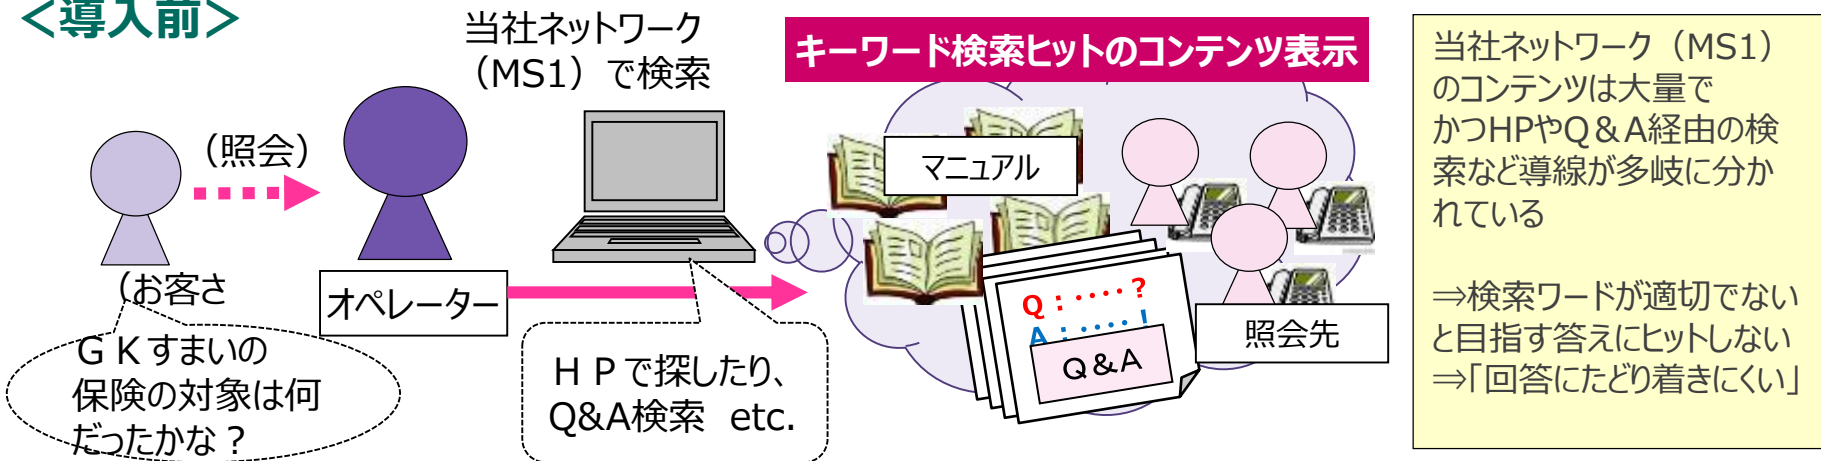 ＜導入前＞
当社ネットワーク
（MS1）で検索
キーワード検索ヒットのコンテンツ表示
（照会）
（お客さ
オペレーター
ＧＫすまいの
保険の対象は何
だったかな？
ＨＰで探したり、
Q&A検索 etc.
マニュアル
Q：‥‥？
A：‥‥！
Q&A
照会先
当社ネットワーク（MS1）
のコンテンツは大量で
かつHPやQ＆A経由の検
索など導線が多岐に分か
れている
⇒検索ワードが適切でない
と目指す答えにヒットしない
⇒「回答にたどり着きにくい」